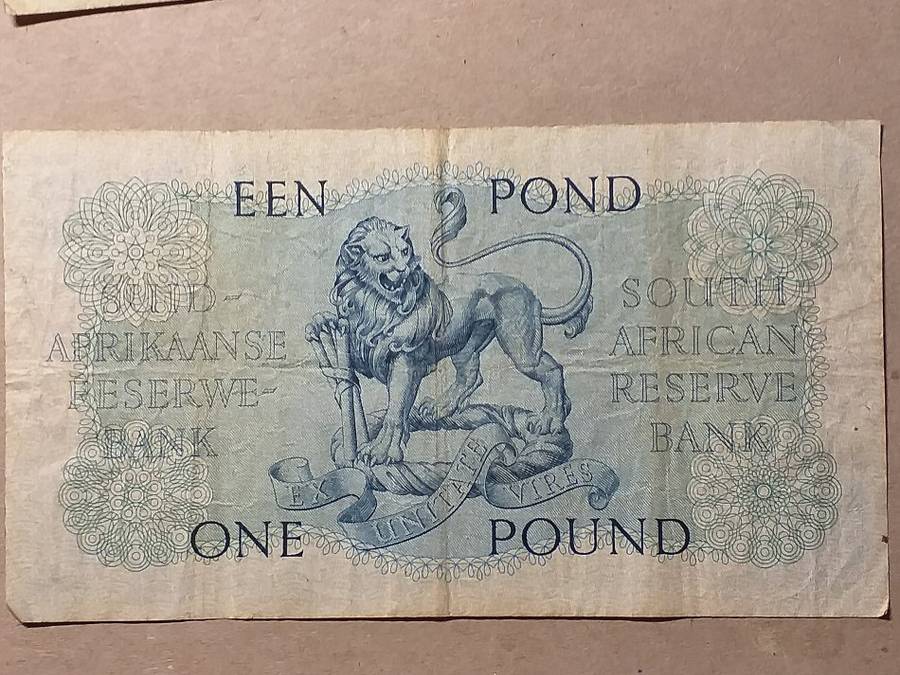 EEN POND
SUID-
AFRIKAANSE
RESERWE-
BANK
SOUTH
AFRICAN
RESERVE
BANK
EX UNITATE VIRES
ONE POUND